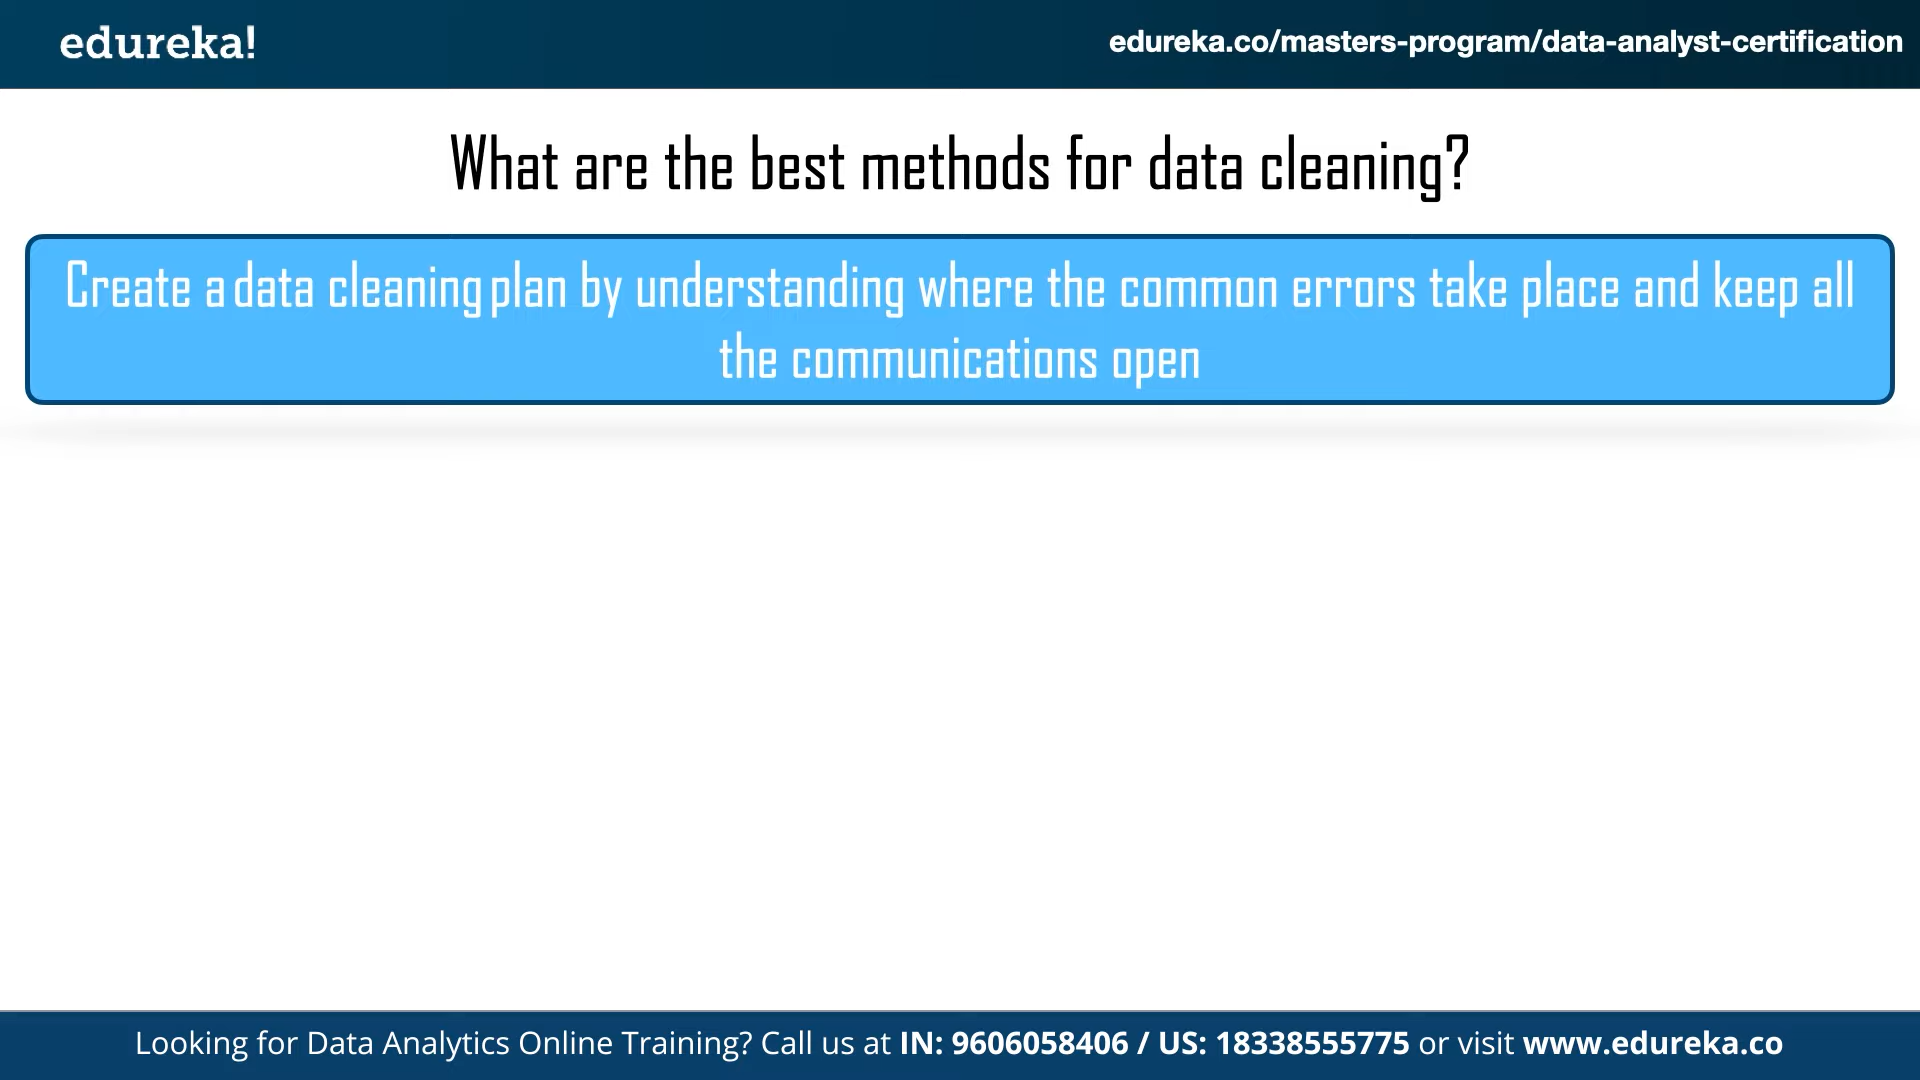 edureka!
edureka.co/masters-program/data-analyst-certification
What are the best methods for data cleaning?
Create a data cleaning plan by understanding where the common errors take place and keep all
the communications open
Looking for Data Analytics Online Training? Call us at IN: 9606058406 / US: 18338555775 or visit www.edureka.co